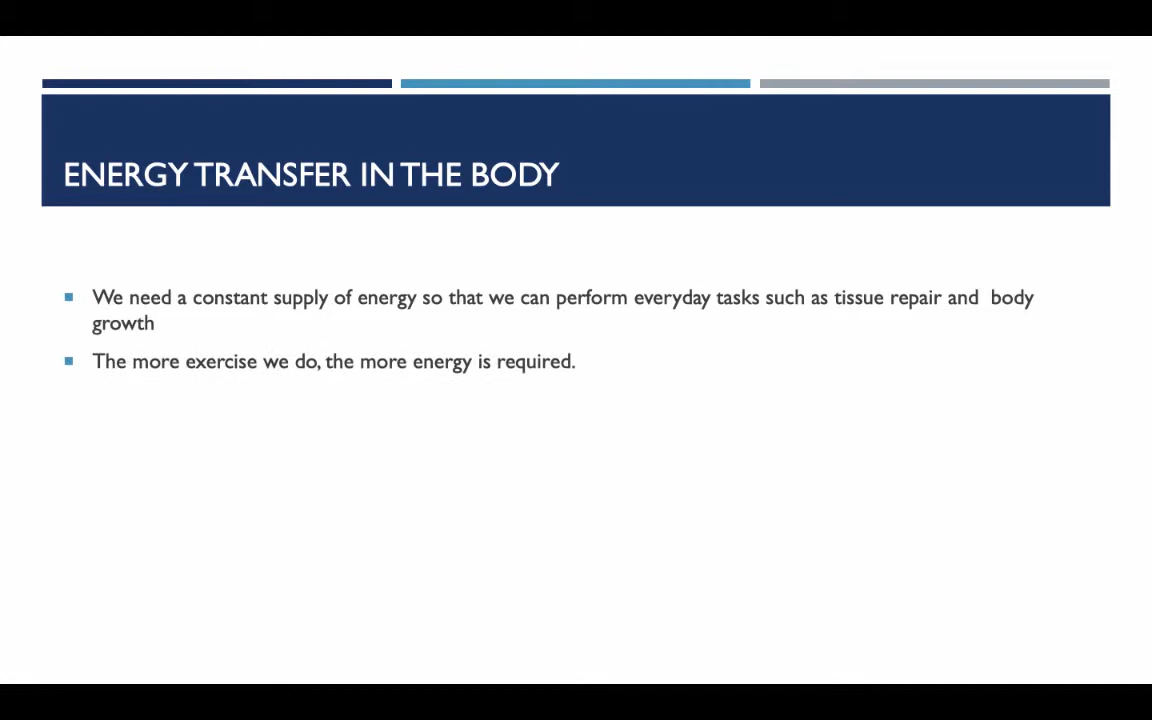 ENERGY TRANSFER IN THE BODY
We need a constant supply of energy so that we can perform everyday tasks such as tissue repair and  body
growth
The more exercise we do, the more energy is required.